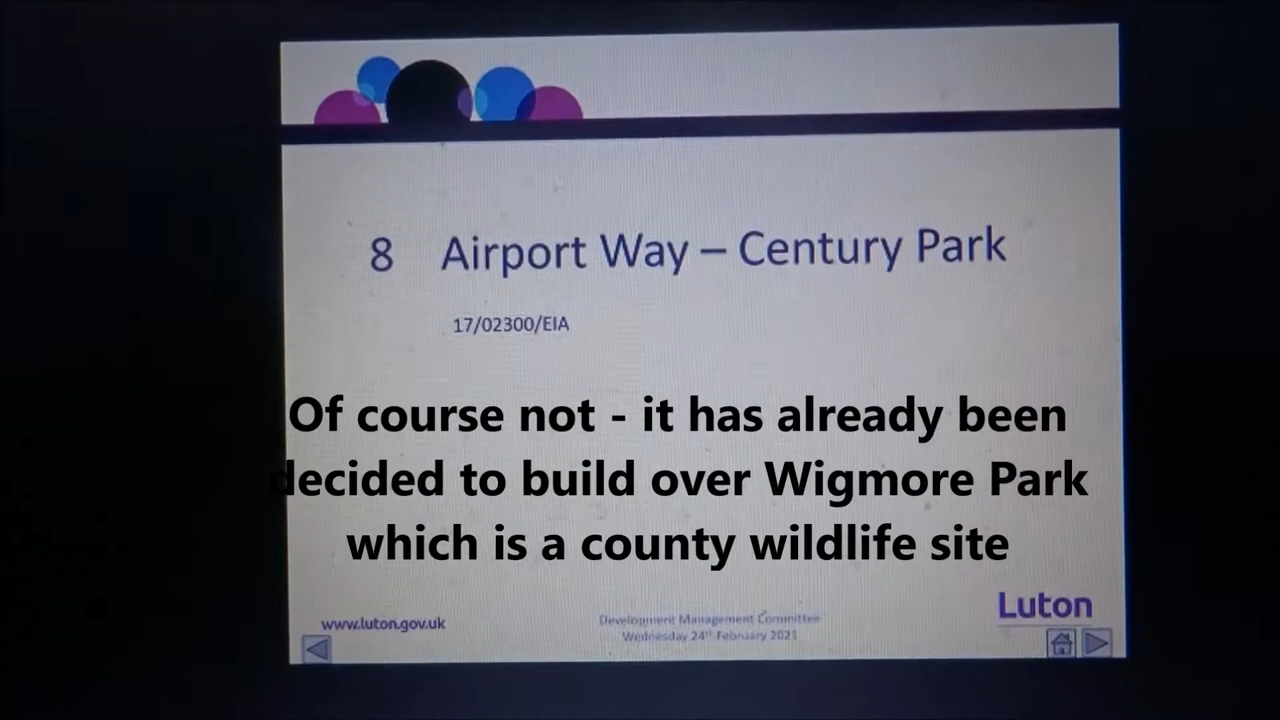 8 Airport Way – Century Park
17/02300/EIA
Of course not - it has already been
decided to build over Wigmore Park
which is a county wildlife site
Luton
www.luton.gov.uk
Development Management Committee
Wednesday 24th February 2021